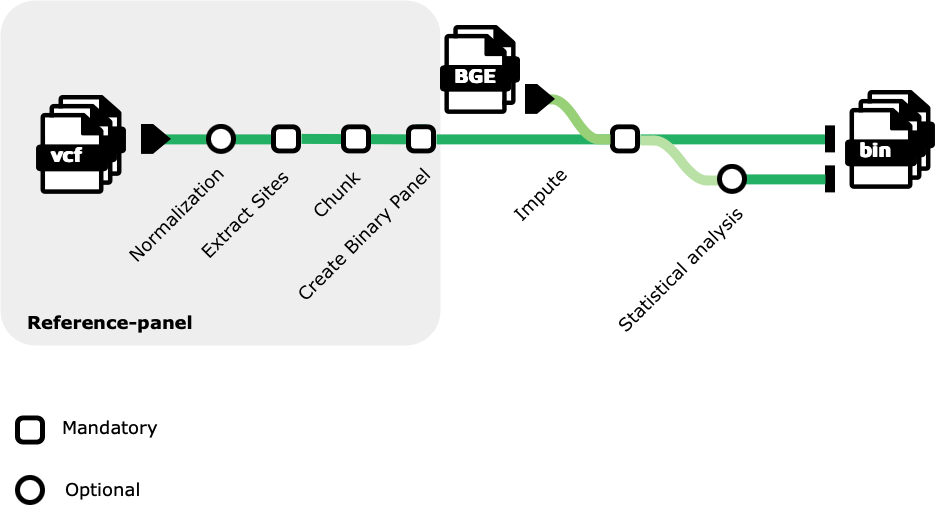 BGE
vcf
bin
Normalization
Extract Sites
Chunk
Create Binary Panel
Impute
Statistical analysis
Reference-panel
Mandatory
Optional